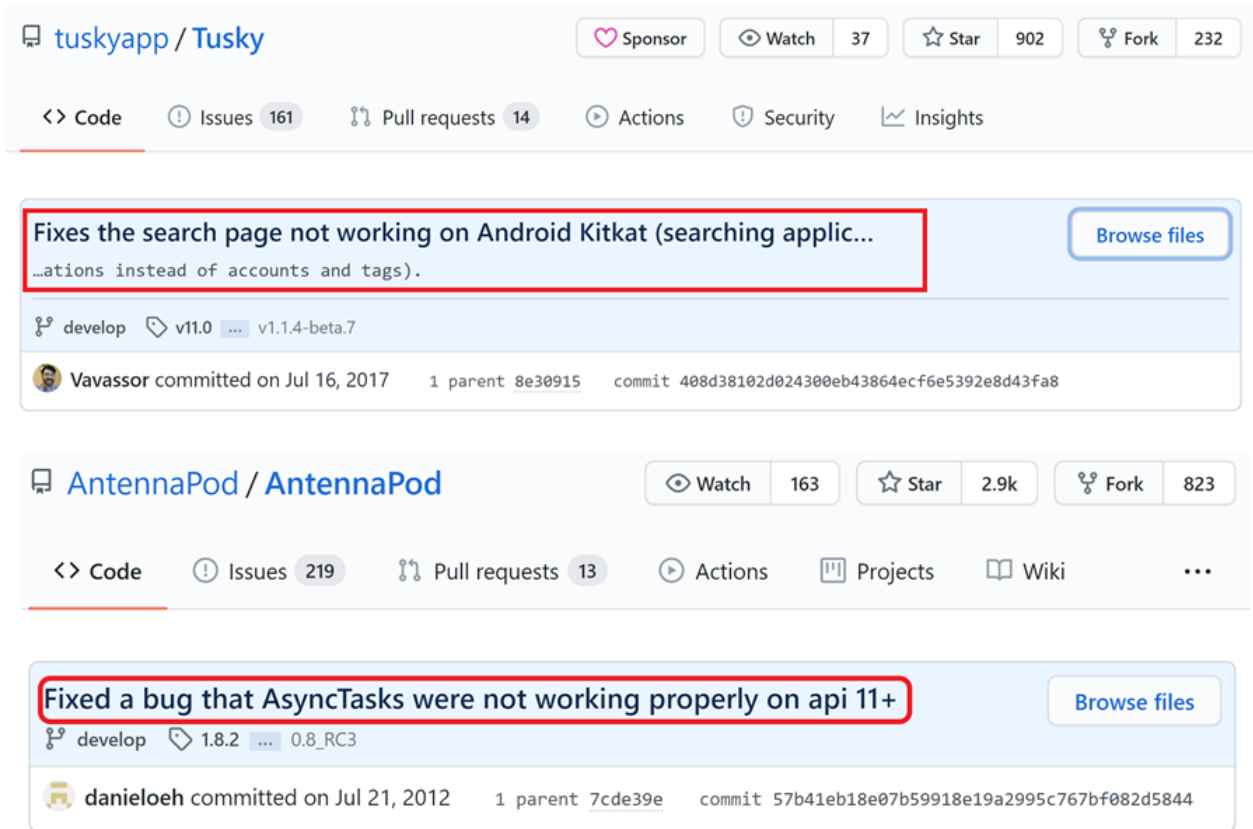 tuskyapp / Tusky Sponsor Watch 37 Star 902 Fork 232
<> Code Issues 161 Pull requests 14 Actions Security Insights
Fixes the search page not working on Android Kitkat (searching applic...
…ations instead of accounts and tags).
Browse files
develop v11.0 ... v1.1.4-beta.7
Vavassor committed on Jul 16, 2017 1 parent 8e30915 commit 408d38102d024300eb43864ecf6e5392e8d43fa8
AntennaPod / AntennaPod Watch 163 Star 2.9k Fork 823
<> Code Issues 219 Pull requests 13 Actions Projects Wiki ...
Fixed a bug that AsyncTasks were not working properly on api 11+
Browse files
develop 1.8.2 ... 0.8_RC3
danieloeh committed on Jul 21, 2012 1 parent 7cde39e commit 57b41eb18e07b59918e19a2995c767bf082d5844